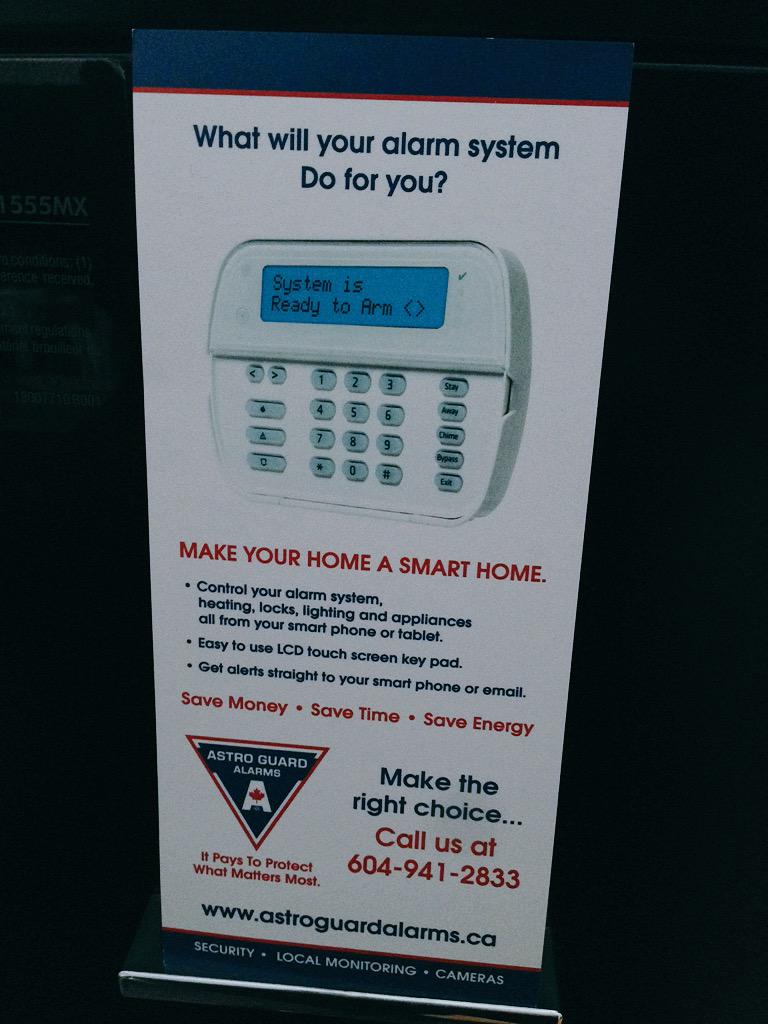 What will your alarm system
Do for you?
System is
Ready to Arm <>
< >
1 2 3
Stay
4 5 6
Away
7 8 9
Chime
Bypass
* 0 #
Exit
MAKE YOUR HOME A SMART HOME.
• Control your alarm system,
heating, locks, lighting and appliances
all from your smart phone or tablet.
• Easy to use LCD touch screen key pad.
• Get alerts straight to your smart phone or email.
Save Money • Save Time • Save Energy
ASTRO GUARD
ALARMS
A
It Pays To Protect
What Matters Most.
Make the
right choice...
Call us at
604-941-2833
www.astroguardalarms.ca
SECURITY • LOCAL MONITORING • CAMERAS
555MX
conditions: (1)
received.